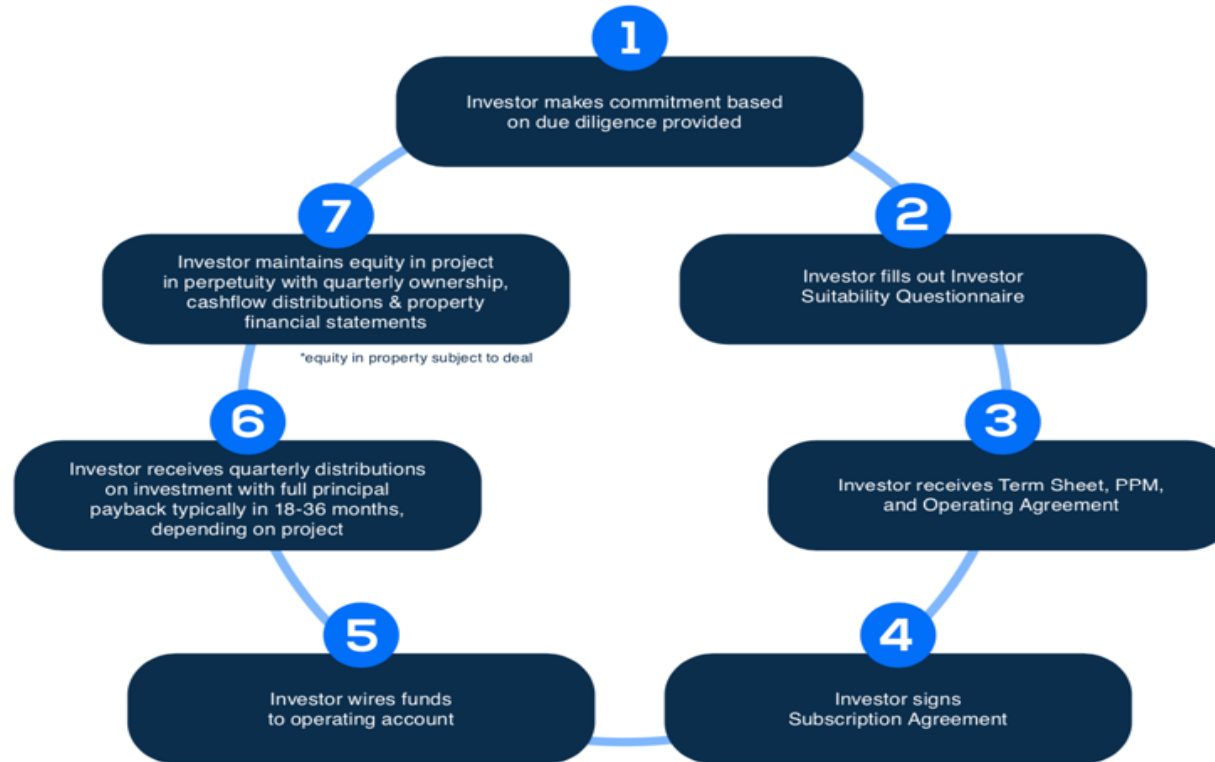 1
Investor makes commitment based
on due diligence provided
2
Investor fills out Investor
Suitability Questionnaire
3
Investor receives Term Sheet, PPM,
and Operating Agreement
4
Investor signs
Subscription Agreement
5
Investor wires funds
to operating account
6
Investor receives quarterly distributions
on investment with full principal
payback typically in 18-36 months,
depending on project
7
Investor maintains equity in project
in perpetuity with quarterly ownership,
cashflow distributions & property
financial statements
*equity in property subject to deal